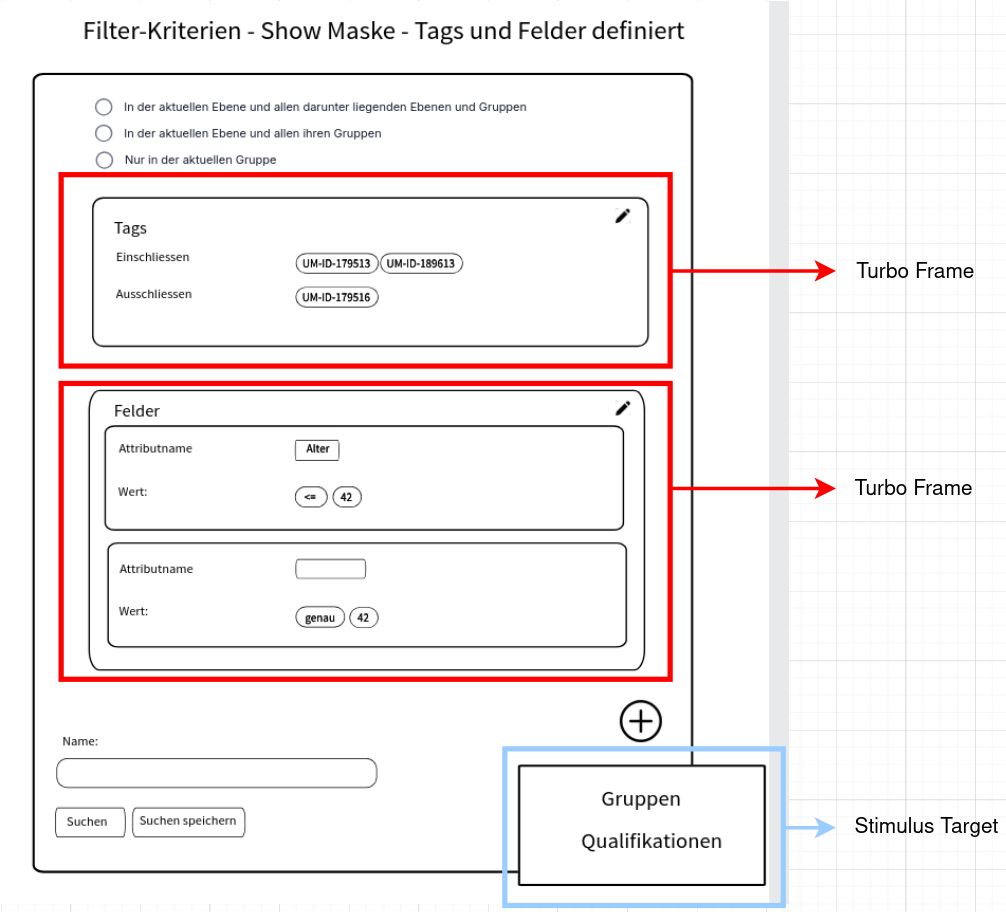 Filter-Kriterien - Show Maske - Tags und Felder definiert
In der aktuellen Ebene und allen darunter liegenden Ebenen und Gruppen
In der aktuellen Ebene und allen ihren Gruppen
Nur in der aktuellen Gruppe
Tags
Einschliessen
UM-ID-179513 UM-ID-189613
Ausschliessen
UM-ID-179516
Turbo Frame
Felder
Attributname
Alter
Wert:
<= 42
Attributname
Wert:
genau 42
Turbo Frame
Name:
Suchen Suchen speichern
Gruppen
Qualifikationen
Stimulus Target